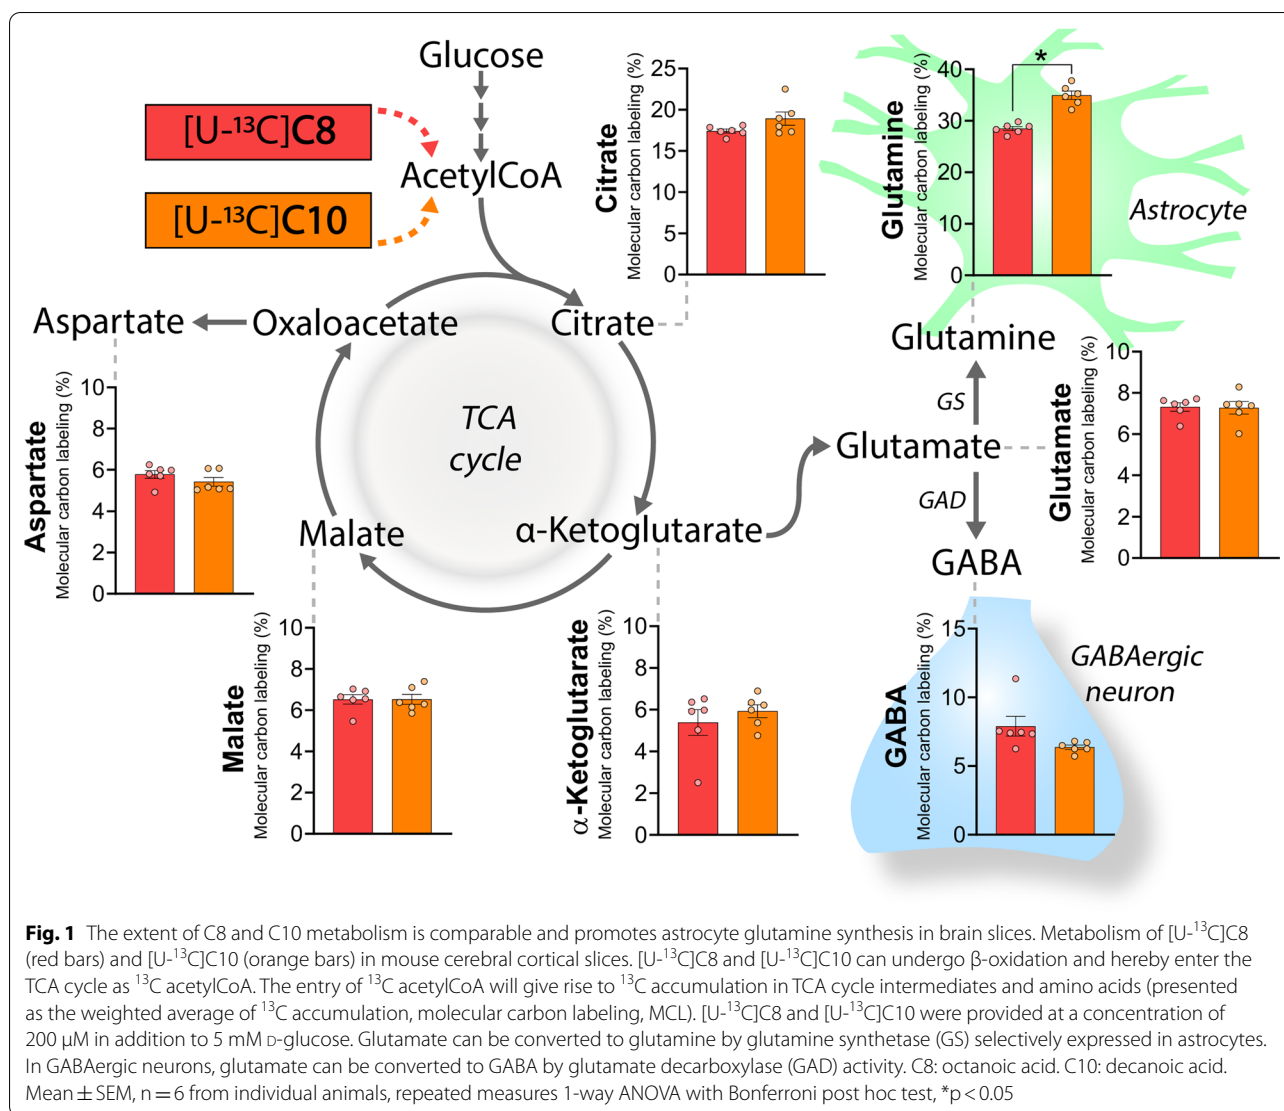 Glucose
[U-¹³C]C8
[U-¹³C]C10
AcetylCoA
Citrate
Molecular carbon labeling (%)
25
20
15
10
5
0
Glutamine
Molecular carbon labeling (%)
40
30
20
10
0
*
Astrocyte
Aspartate
Oxaloacetate
Citrate
Glutamine
TCA
cycle
GS
Glutamate
GAD
GABA
Malate
α-Ketoglutarate
Aspartate
Molecular carbon labeling (%)
10
8
6
4
2
0
Glutamate
Molecular carbon labeling (%)
10
8
6
4
2
0
Malate
Molecular carbon labeling (%)
10
8
6
4
2
0
α-Ketoglutarate
Molecular carbon labeling (%)
10
8
6
4
2
0
GABA
Molecular carbon labeling (%)
15
10
5
0
GABAergic
neuron
Fig. 1 The extent of C8 and C10 metabolism is comparable and promotes astrocyte glutamine synthesis in brain slices. Metabolism of [U-¹³C]C8
(red bars) and [U-¹³C]C10 (orange bars) in mouse cerebral cortical slices. [U-¹³C]C8 and [U-¹³C]C10 can undergo β-oxidation and hereby enter the
TCA cycle as ¹³C acetylCoA. The entry of ¹³C acetylCoA will give rise to ¹³C accumulation in TCA cycle intermediates and amino acids (presented
as the weighted average of ¹³C accumulation, molecular carbon labeling, MCL). [U-¹³C]C8 and [U-¹³C]C10 were provided at a concentration of
200 μM in addition to 5 mM D-glucose. Glutamate can be converted to glutamine by glutamine synthetase (GS) selectively expressed in astrocytes.
In GABAergic neurons, glutamate can be converted to GABA by glutamate decarboxylase (GAD) activity. C8: octanoic acid. C10: decanoic acid.
Mean ± SEM, n = 6 from individual animals, repeated measures 1-way ANOVA with Bonferroni post hoc test, *p < 0.05